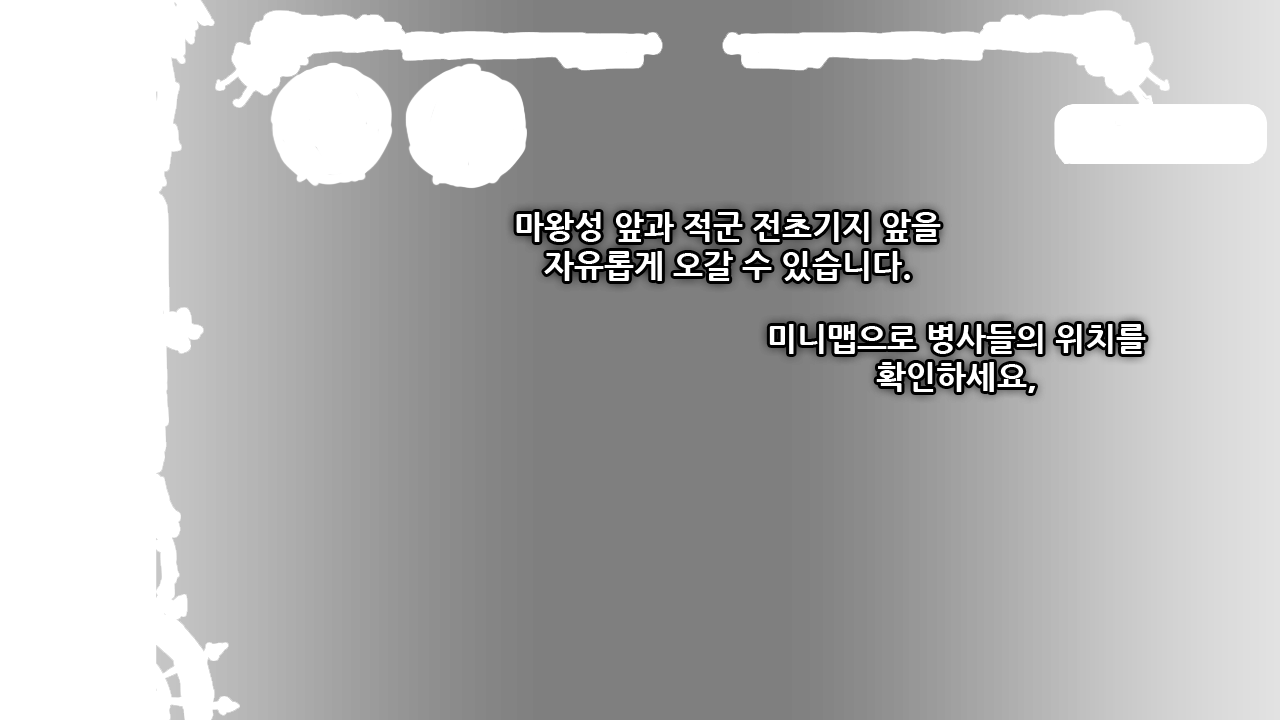 마왕성 앞과 적군 전초기지 앞을
자유롭게 오갈 수 있습니다.
미니맵으로 병사들의 위치를
확인하세요,